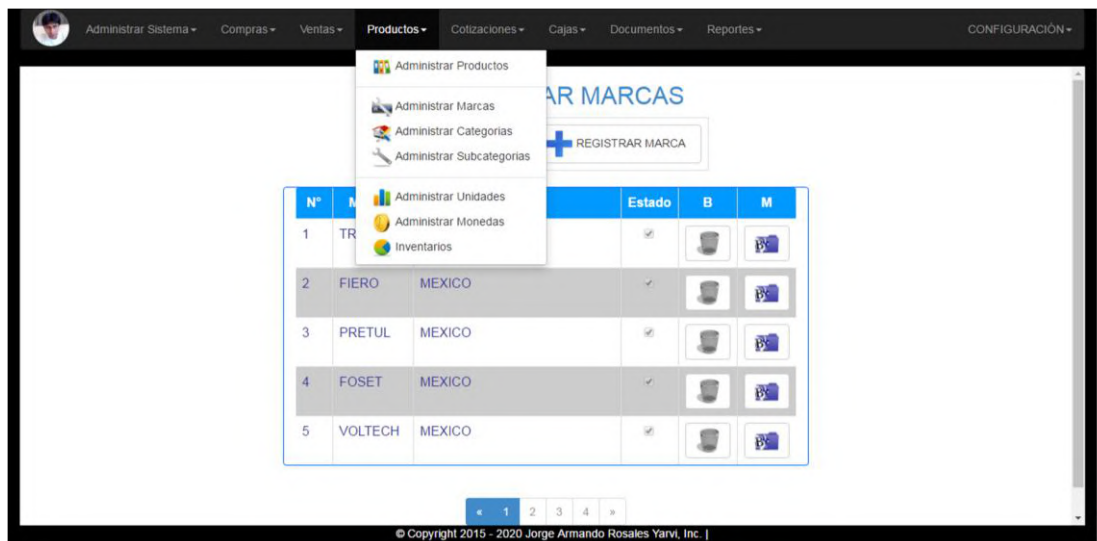 Administrar Sistema Compras Ventas Productos Cotizaciones Cajas Documentos Reportes CONFIGURACIÓN
Administrar Productos
Administrar Marcas
Administrar Categorias
Administrar Subcategorias
Administrar Unidades
Administrar Monedas
Inventarios
AR MARCAS
REGISTRAR MARCA
N° M Estado B M
1 TR
2 FIERO MEXICO
3 PRETUL MEXICO
4 FOSET MEXICO
5 VOLTECH MEXICO
« 1 2 3 4 »
© Copyright 2015 - 2020 Jorge Armando Rosales Yarvi, Inc. |